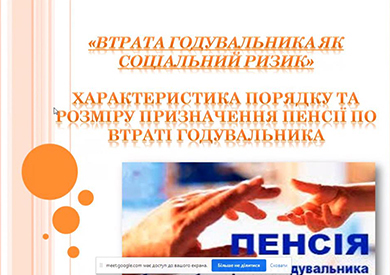 «ВТРАТА ГОДУВАЛЬНИКА ЯК
СОЦІАЛЬНИЙ РИЗИК»
ХАРАКТЕРИСТИКА ПОРЯДКУ ТА
РОЗМІРУ ПРИЗНАЧЕННЯ ПЕНСІЇ ПО
ВТРАТІ ГОДУВАЛЬНИКА
ПЕНСІЯ
дувальника
meet.google.com має доступ до вашого екрана.
Більше не ділитися
Сховати